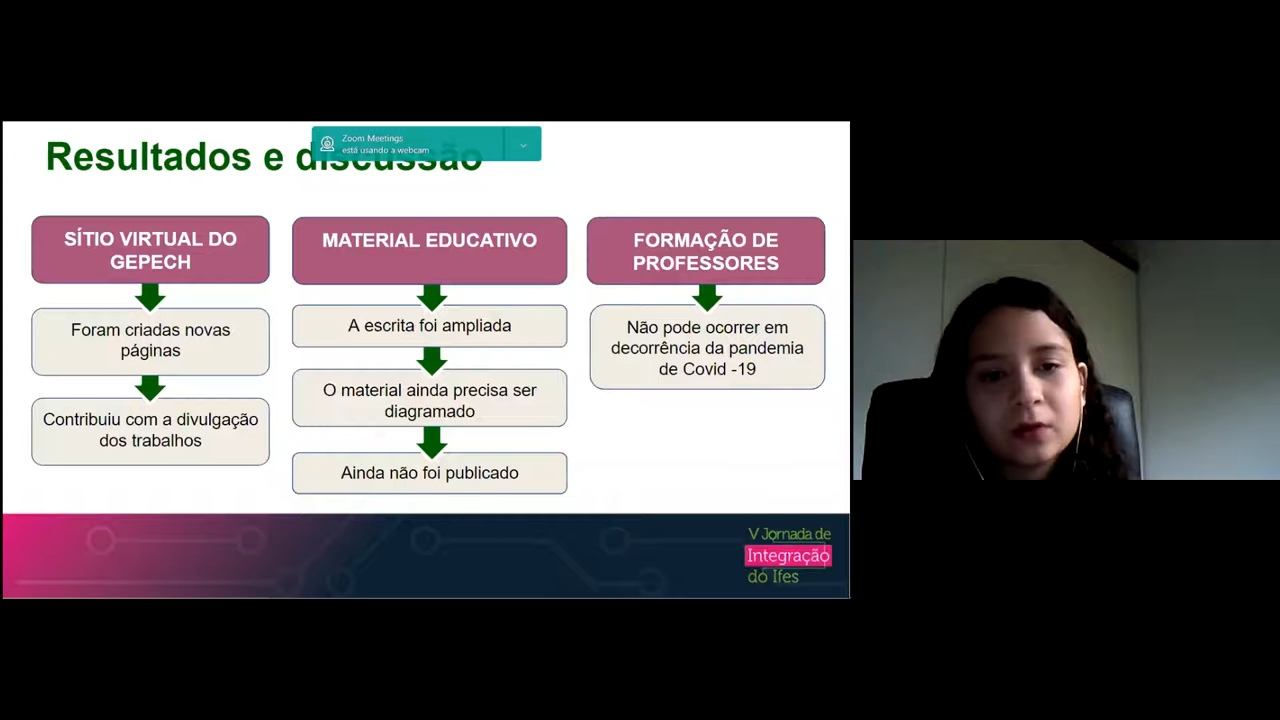 Resultados e discussão
Zoom Meetings
está usando a webcam
SÍTIO VIRTUAL DO
GEPECH
Foram criadas novas
páginas
Contribuiu com a divulgação
dos trabalhos
MATERIAL EDUCATIVO
A escrita foi ampliada
O material ainda precisa ser
diagramado
Ainda não foi publicado
FORMAÇÃO DE
PROFESSORES
Não pode ocorrer em
decorrência da pandemia
de Covid -19
V Jornada de
Integração
do Ifes